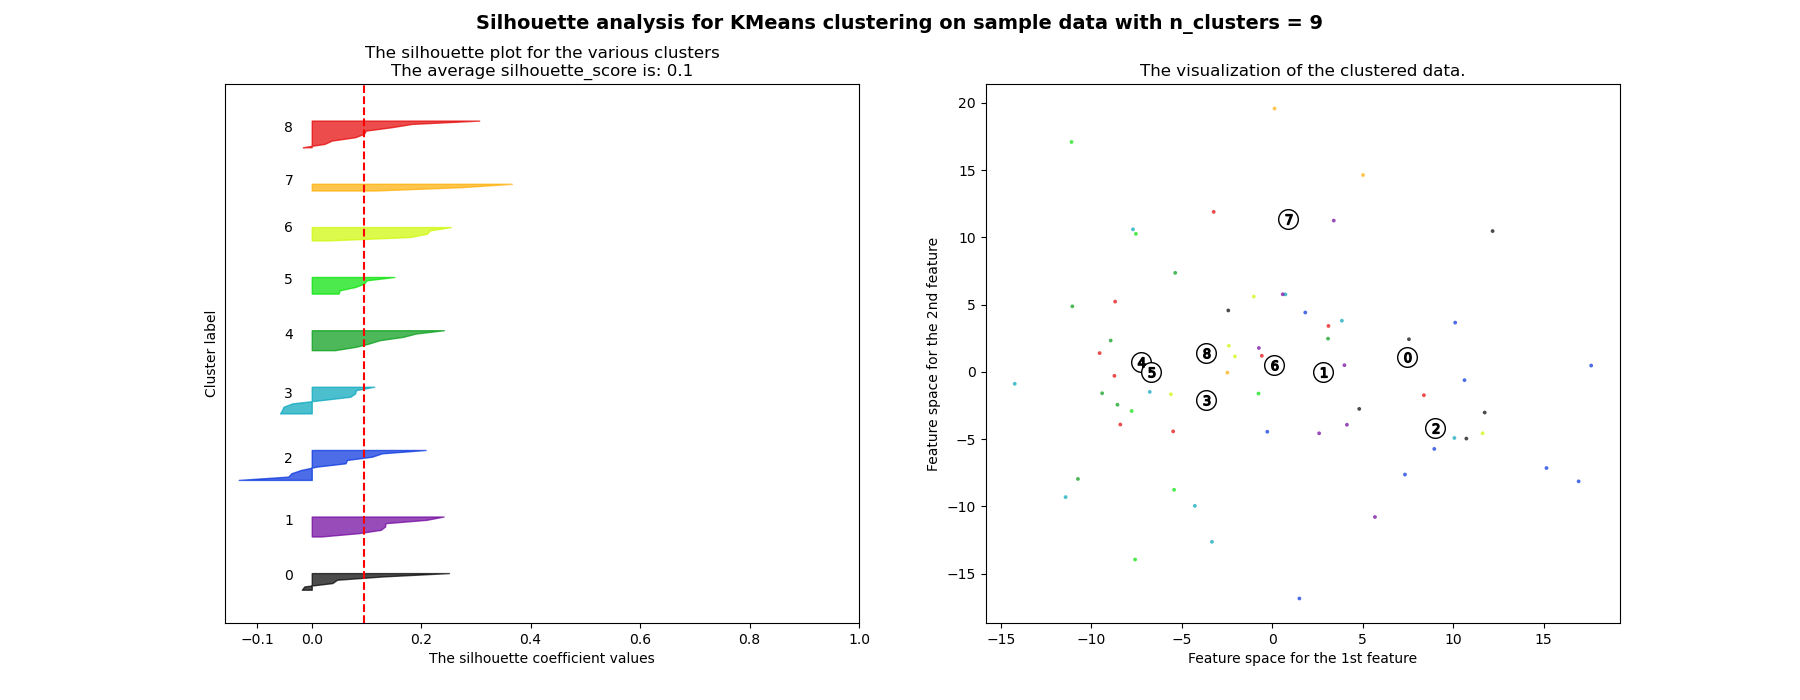 Silhouette analysis for KMeans clustering on sample data with n_clusters = 9
The silhouette plot for the various clusters
The average silhouette_score is: 0.1
8
7
6
5
4
3
2
1
0
Cluster label
−0.1 0.0 0.2 0.4 0.6 0.8 1.0
The silhouette coefficient values
The visualization of the clustered data.
20
15
10
5
0
−5
−10
−15
Feature space for the 2nd feature
7
8
0
4
5
6
1
3
2
−15 −10 −5 0 5 10 15
Feature space for the 1st feature